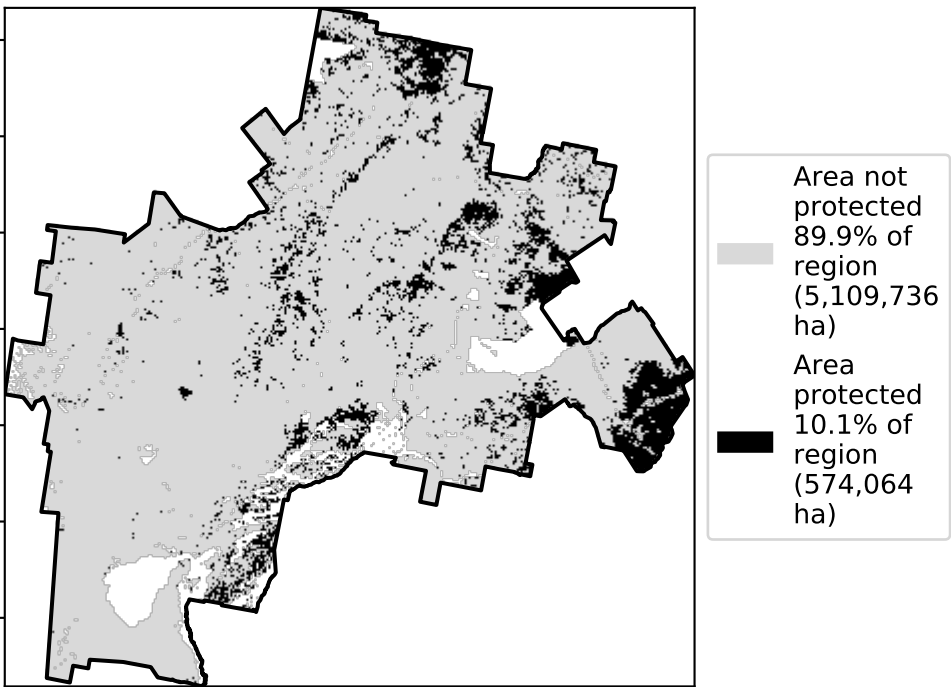 Area not
protected
89.9% of
region
(5,109,736
ha)
Area
protected
10.1% of
region
(574,064
ha)